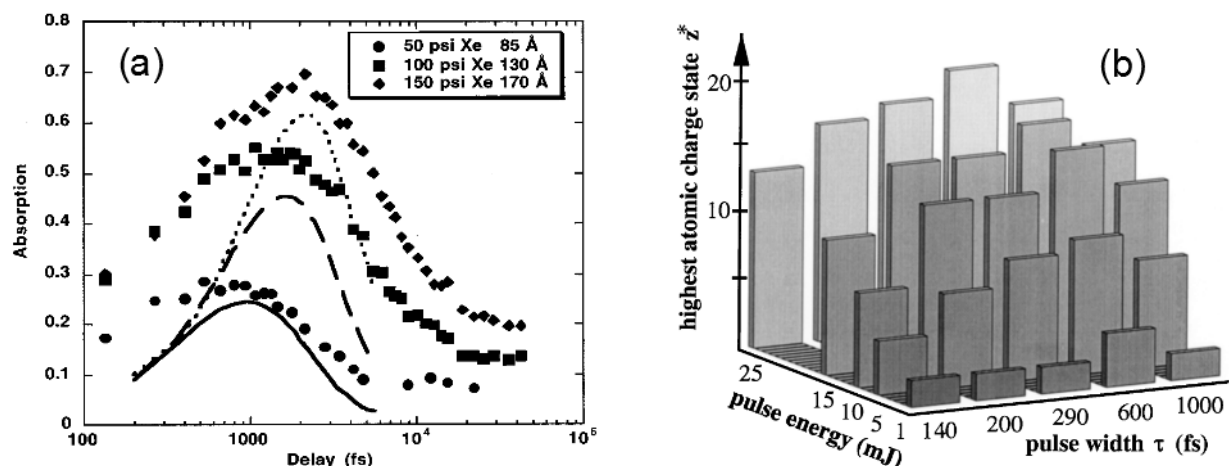 (a)
50 psi Xe 85 Å
100 psi Xe 130 Å
150 psi Xe 170 Å
Absorption
0.8
0.7
0.6
0.5
0.4
0.3
0.2
0.1
0
100
1000
10⁴
10⁵
Delay (fs)
(b)
highest atomic charge state z*
20
10
25
15
10
5
1
pulse energy (mJ)
140
200
290
600
1000
pulse width τ (fs)